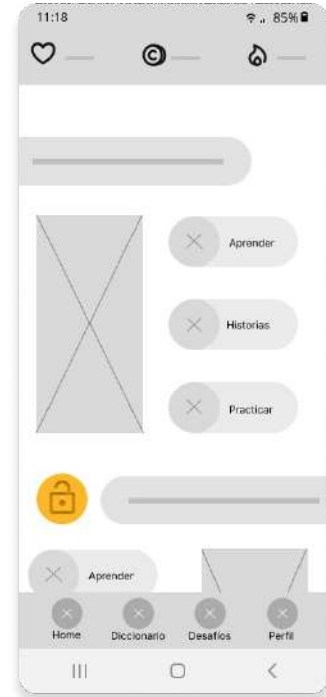 11:18 85%
©
Aprender
Historias
Practicar
Aprender
Home Diccionario Desafíos Perfil